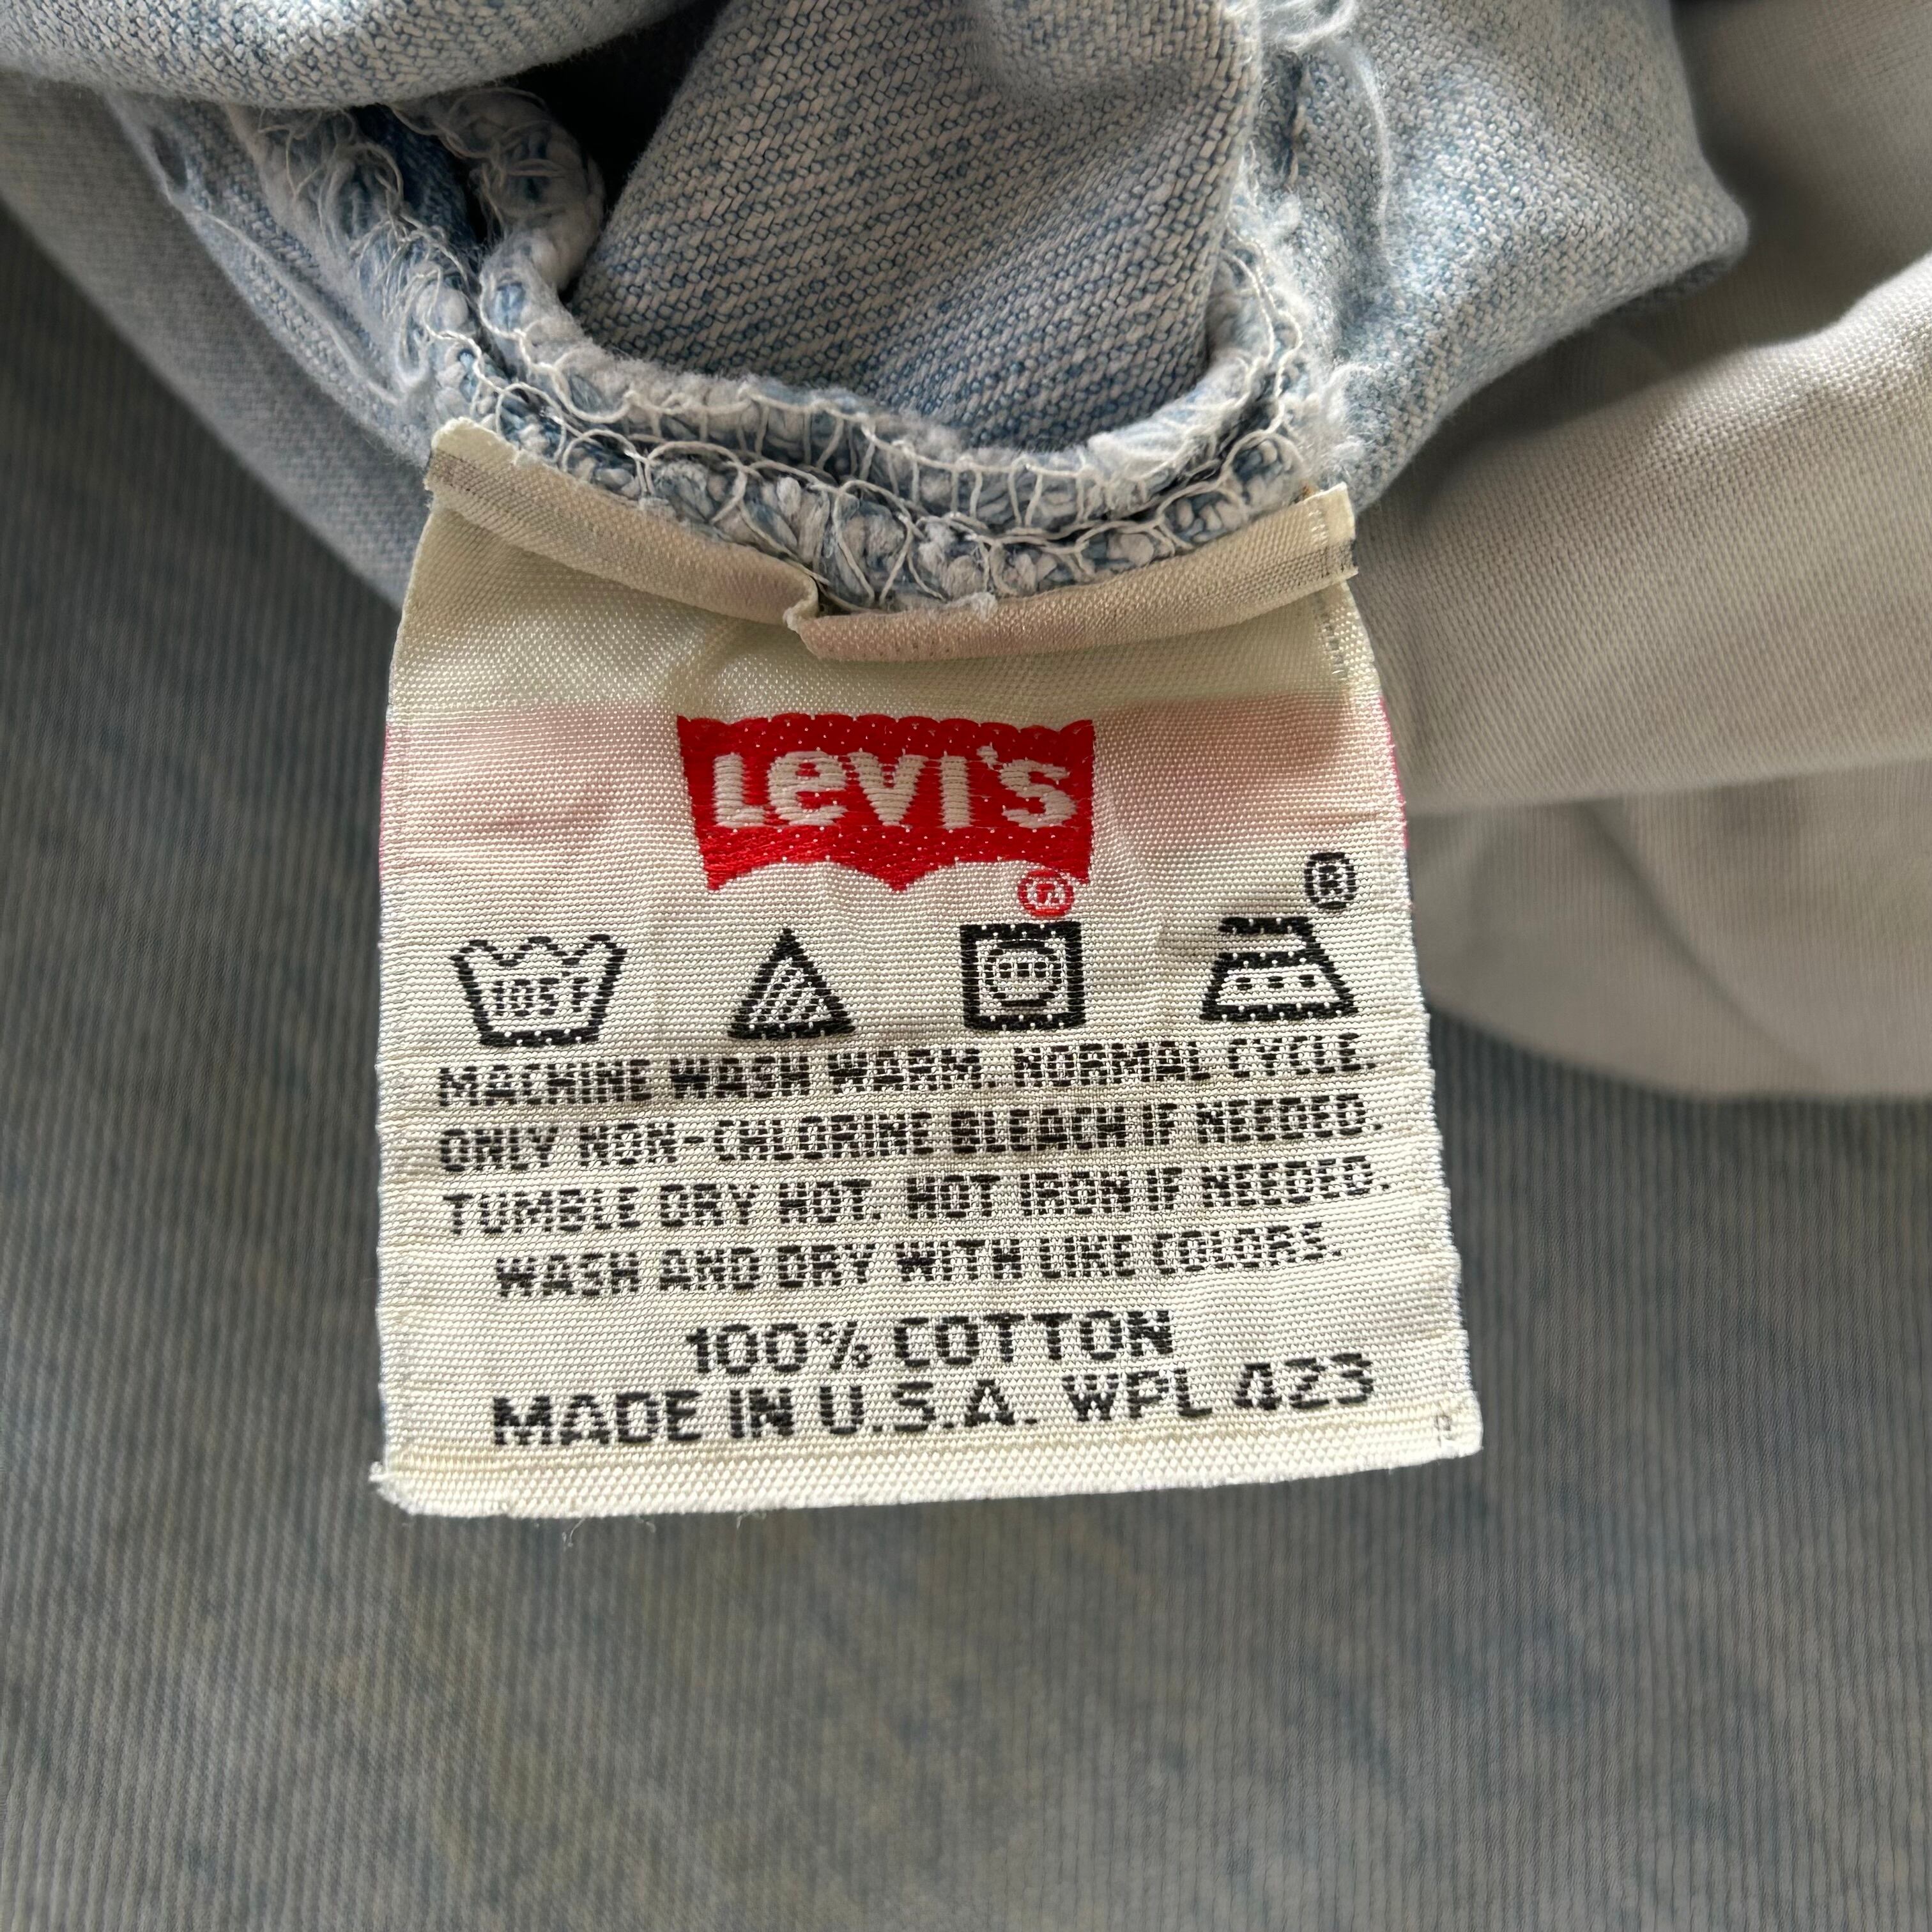 Levi's
®
®
105F
MACHINE WASH WARM. NORMAL CYCLE.
ONLY NON-CHLORINE BLEACH IF NEEDED.
TUMBLE DRY HOT. HOT IRON IF NEEDED.
WASH AND DRY WITH LIKE COLORS.
100% COTTON
MADE IN U.S.A. WPL 423